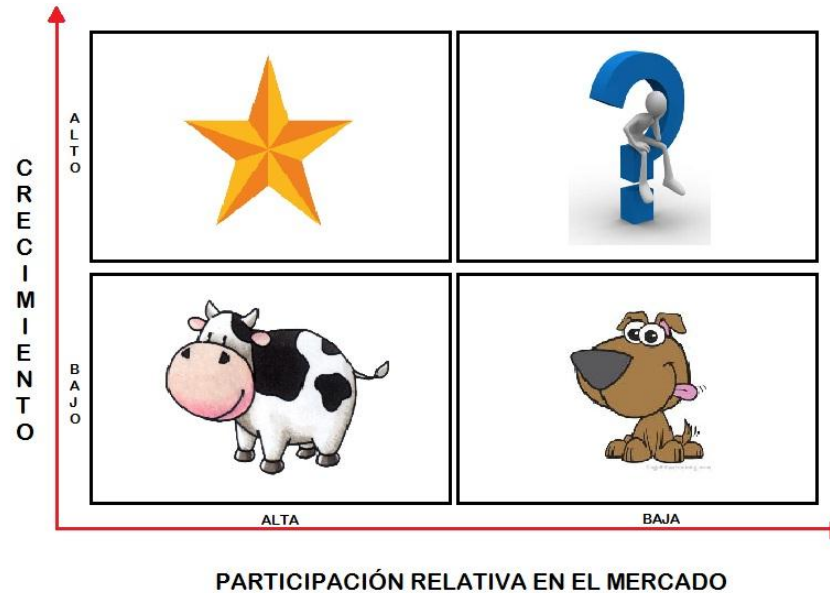 CRECIMIENTO
ALTO
BAJO
ALTA
BAJA
PARTICIPACIÓN RELATIVA EN EL MERCADO